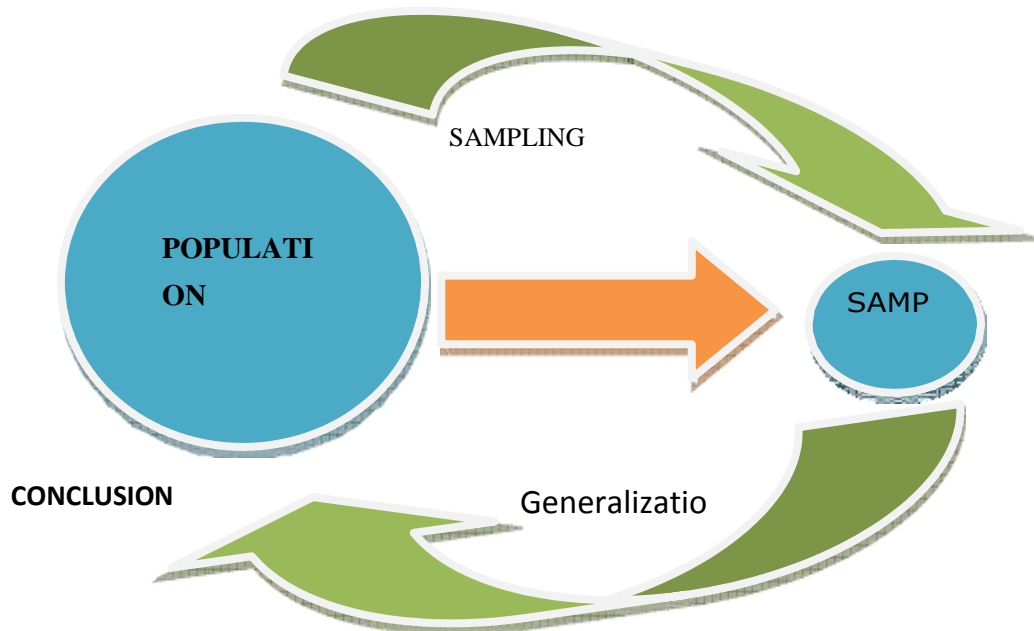 SAMPLING
POPULATI
ON
SAMP
CONCLUSION
Generalizatio